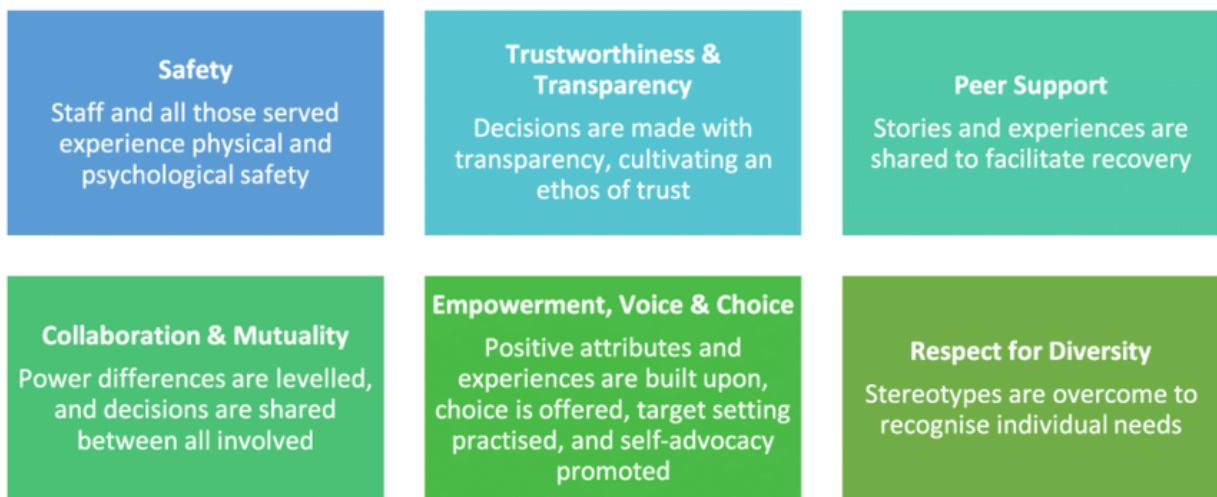 Safety
Staff and all those served
experience physical and
psychological safety
Trustworthiness &
Transparency
Decisions are made with
transparency, cultivating an
ethos of trust
Peer Support
Stories and experiences are
shared to facilitate recovery
Collaboration & Mutuality
Power differences are levelled,
and decisions are shared
between all involved
Empowerment, Voice & Choice
Positive attributes and
experiences are built upon,
choice is offered, target setting
practised, and self-advocacy
promoted
Respect for Diversity
Stereotypes are overcome to
recognise individual needs